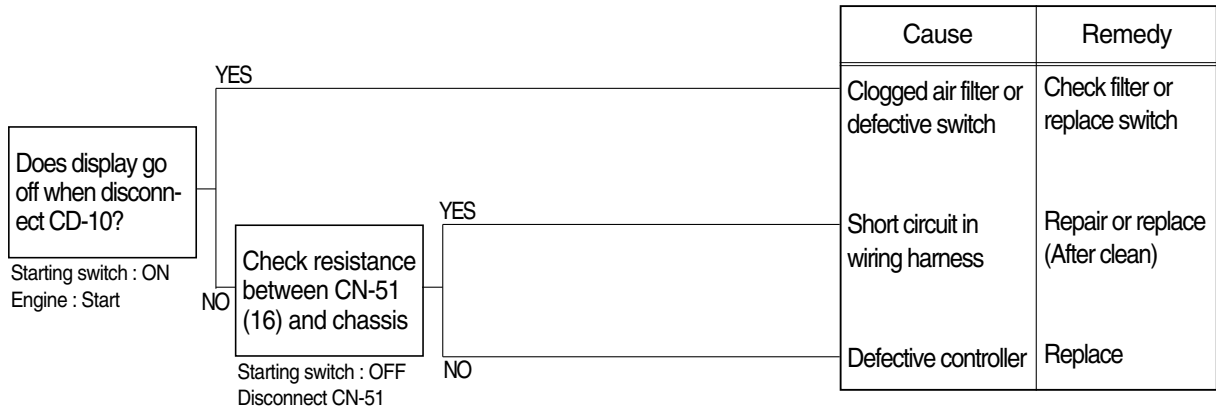 Cause
Remedy
YES
Clogged air filter or
defective switch
Check filter or
replace switch
Does display go
off when disconn-
ect CD-10?
Starting switch : ON
Engine : Start
NO
Check resistance
between CN-51
(16) and chassis
Starting switch : OFF
Disconnect CN-51
YES
Short circuit in
wiring harness
Repair or replace
(After clean)
NO
Defective controller
Replace